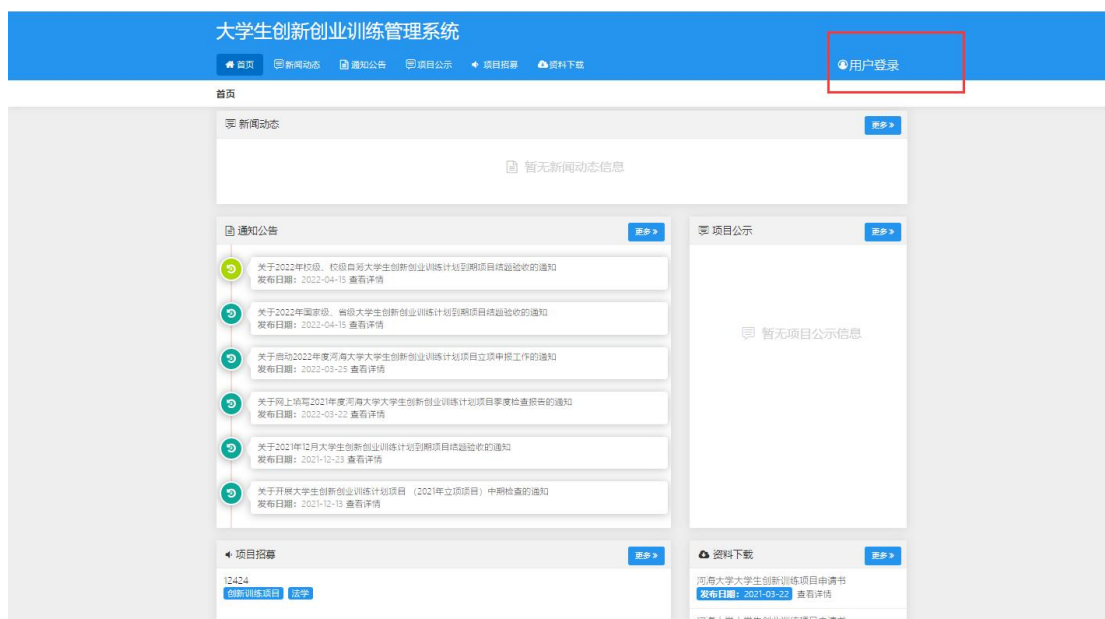 大学生创新创业训练管理系统
首页 新闻动态 通知公告 项目公示 项目招募 资料下载 用户登录
首页
新闻动态 更多»
暂无新闻动态信息
通知公告 更多»
关于2022年校级、校级自筹大学生创新创业训练计划到期项目结题验收的通知
发布日期：2022-04-15 查看详情
关于2022年国家级、省级大学生创新创业训练计划到期项目结题验收的通知
发布日期：2022-04-15 查看详情
关于启动2022年度河海大学大学生创新创业训练计划项目立项申报工作的通知
发布日期：2022-03-25 查看详情
关于网上填写2021年度河海大学大学生创新创业训练计划项目季度检查报告的通知
发布日期：2022-03-22 查看详情
关于2021年12月大学生创新创业训练计划到期项目结题验收的通知
发布日期：2021-12-23 查看详情
关于开展大学生创新创业训练计划项目 （2021年立项项目）中期检查的通知
发布日期：2021-12-13 查看详情
项目公示 更多»
暂无项目公示信息
项目招募 更多»
12424
创新训练项目 法学
资料下载 更多»
河海大学大学生创新训练项目申请书
发布日期：2021-03-22 查看详情